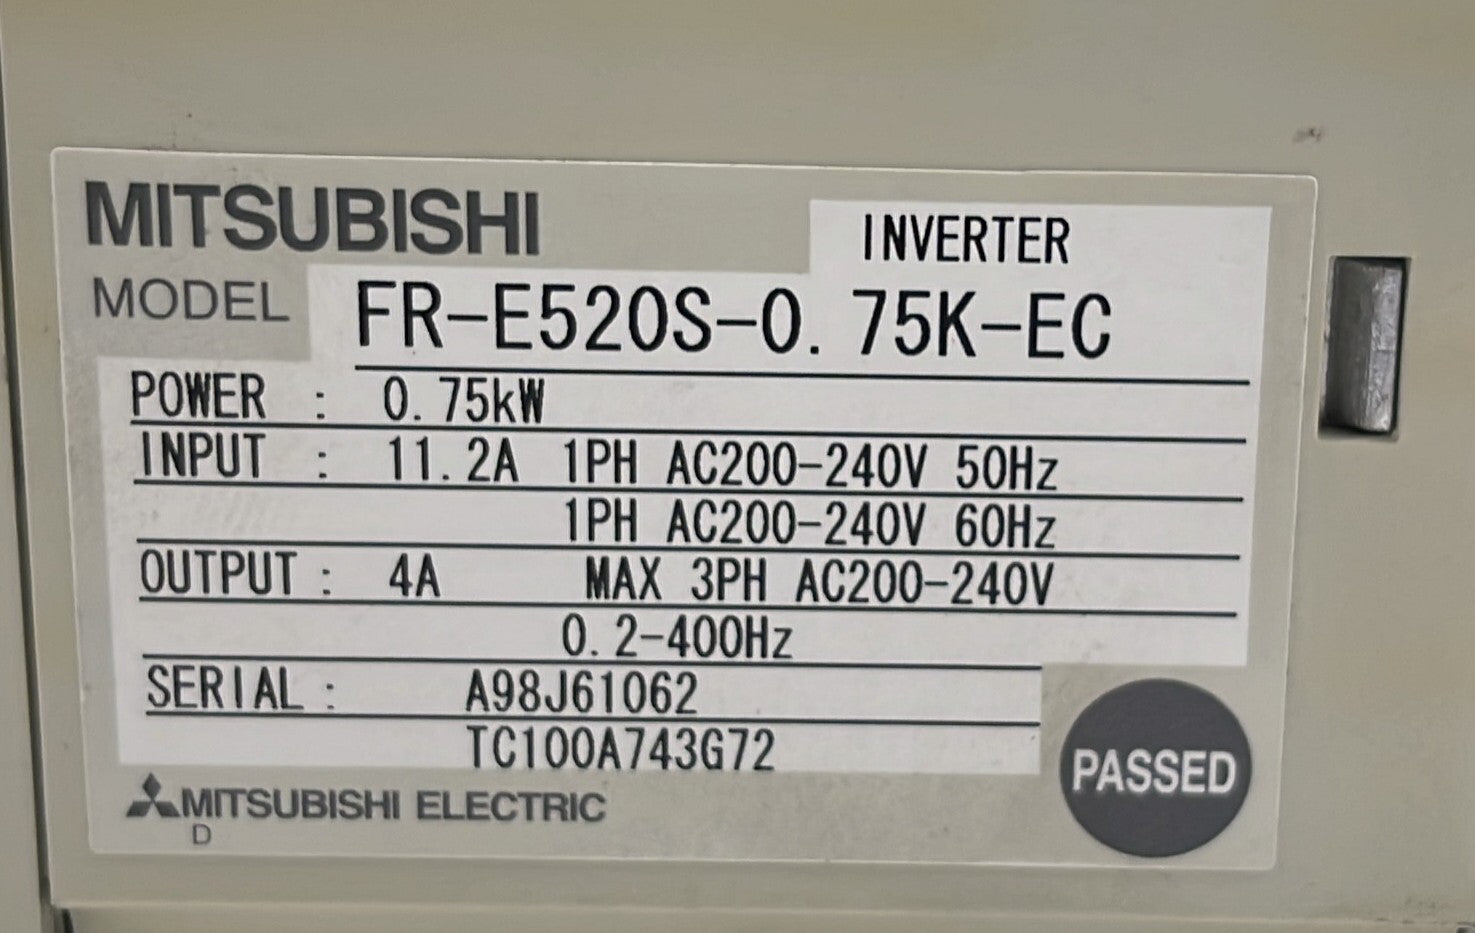 MITSUBISHI
INVERTER
MODEL FR-E520S-0.75K-EC
POWER : 0.75kW
INPUT : 11.2A 1PH AC200-240V 50Hz
1PH AC200-240V 60Hz
OUTPUT : 4A MAX 3PH AC200-240V
0.2-400Hz
SERIAL : A98J61062
TC100A743G72
PASSED
MITSUBISHI ELECTRIC
D